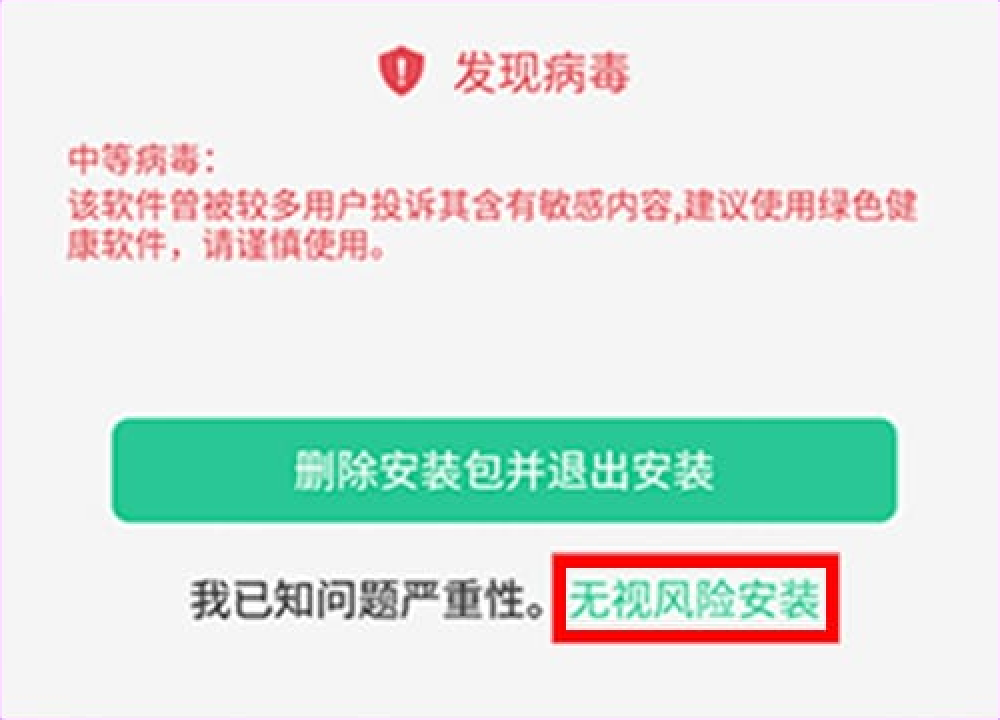 发现病毒
中等病毒：
该软件曾被较多用户投诉其含有敏感内容,建议使用绿色健
康软件，请谨慎使用。
删除安装包并退出安装
我已知问题严重性。无视风险安装